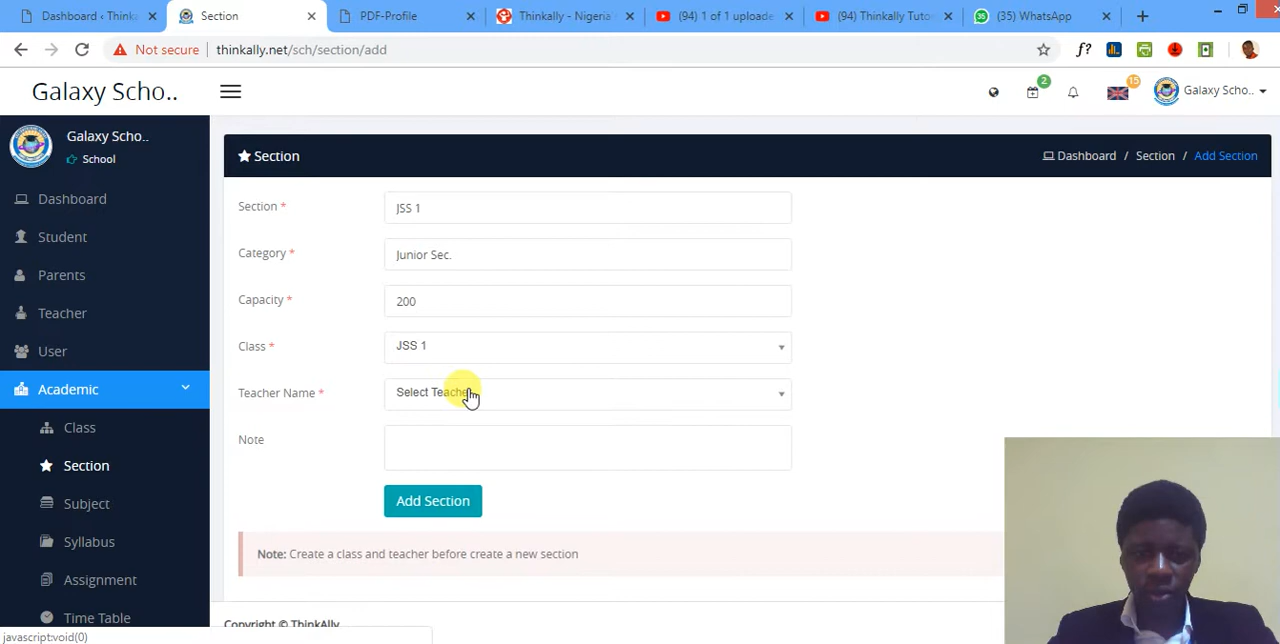 Dashboard ‹ Think
Section
PDF-Profile
Thinkally - Nigeria
(94) 1 of 1 uploade
(94) Thinkally Tuto
(35) WhatsApp
Not secure
thinkally.net/sch/section/add
f?
Galaxy Scho..
2
15
Galaxy Scho..
Galaxy Scho..
School
Section
Dashboard / Section / Add Section
Dashboard
Student
Parents
Teacher
User
Academic
Class
Section
Subject
Syllabus
Assignment
Time Table
Section *
JSS 1
Category *
Junior Sec.
Capacity *
200
Class *
JSS 1
Teacher Name *
Select Teacher
Note
Add Section
Note: Create a class and teacher before create a new section
Copyright © ThinkAlly
javascript:void(0)